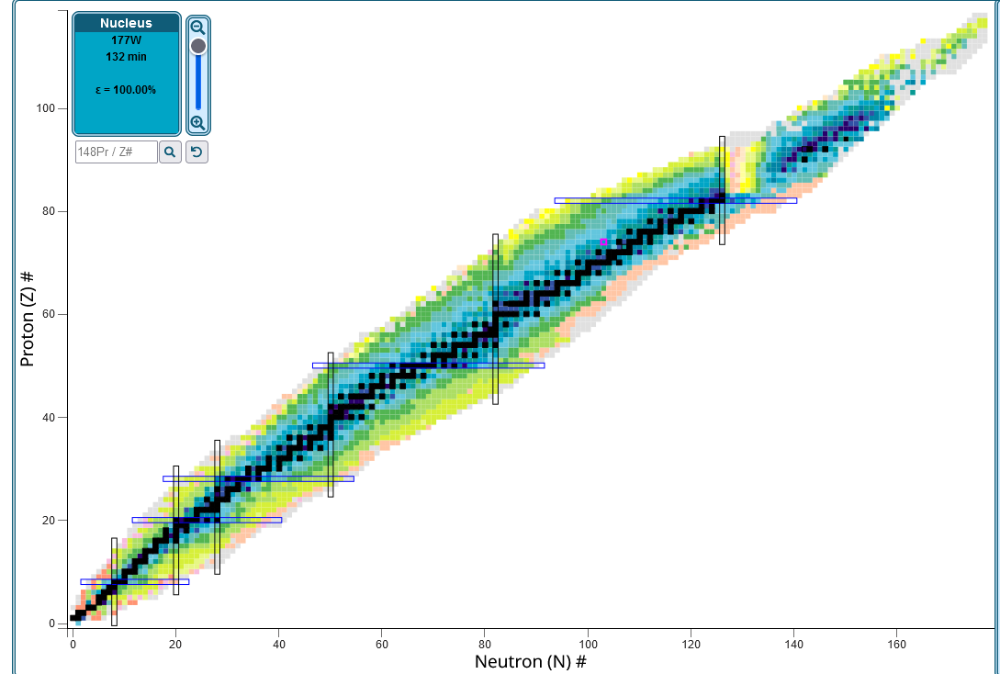 Nucleus
177W
132 min
ε = 100.00%
148Pr / Z#
100
80
60
40
20
0
Proton (Z) #
0 20 40 60 80 100 120 140 160
Neutron (N) #